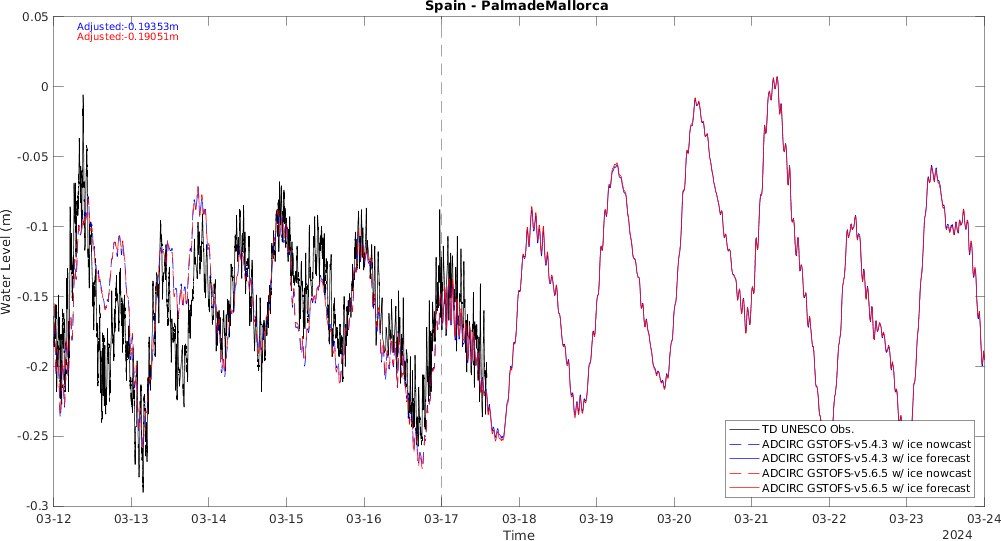 Spain - PalmadeMallorca
Adjusted:-0.19353m
Adjusted:-0.19051m
0.05
0
-0.05
-0.1
-0.15
-0.2
-0.25
-0.3
Water Level (m)
03-12 03-13 03-14 03-15 03-16 03-17 03-18 03-19 03-20 03-21 03-22 03-23 03-24
Time
2024
TD UNESCO Obs.
ADCIRC GSTOFS-v5.4.3 w/ ice nowcast
ADCIRC GSTOFS-v5.4.3 w/ ice forecast
ADCIRC GSTOFS-v5.6.5 w/ ice nowcast
ADCIRC GSTOFS-v5.6.5 w/ ice forecast